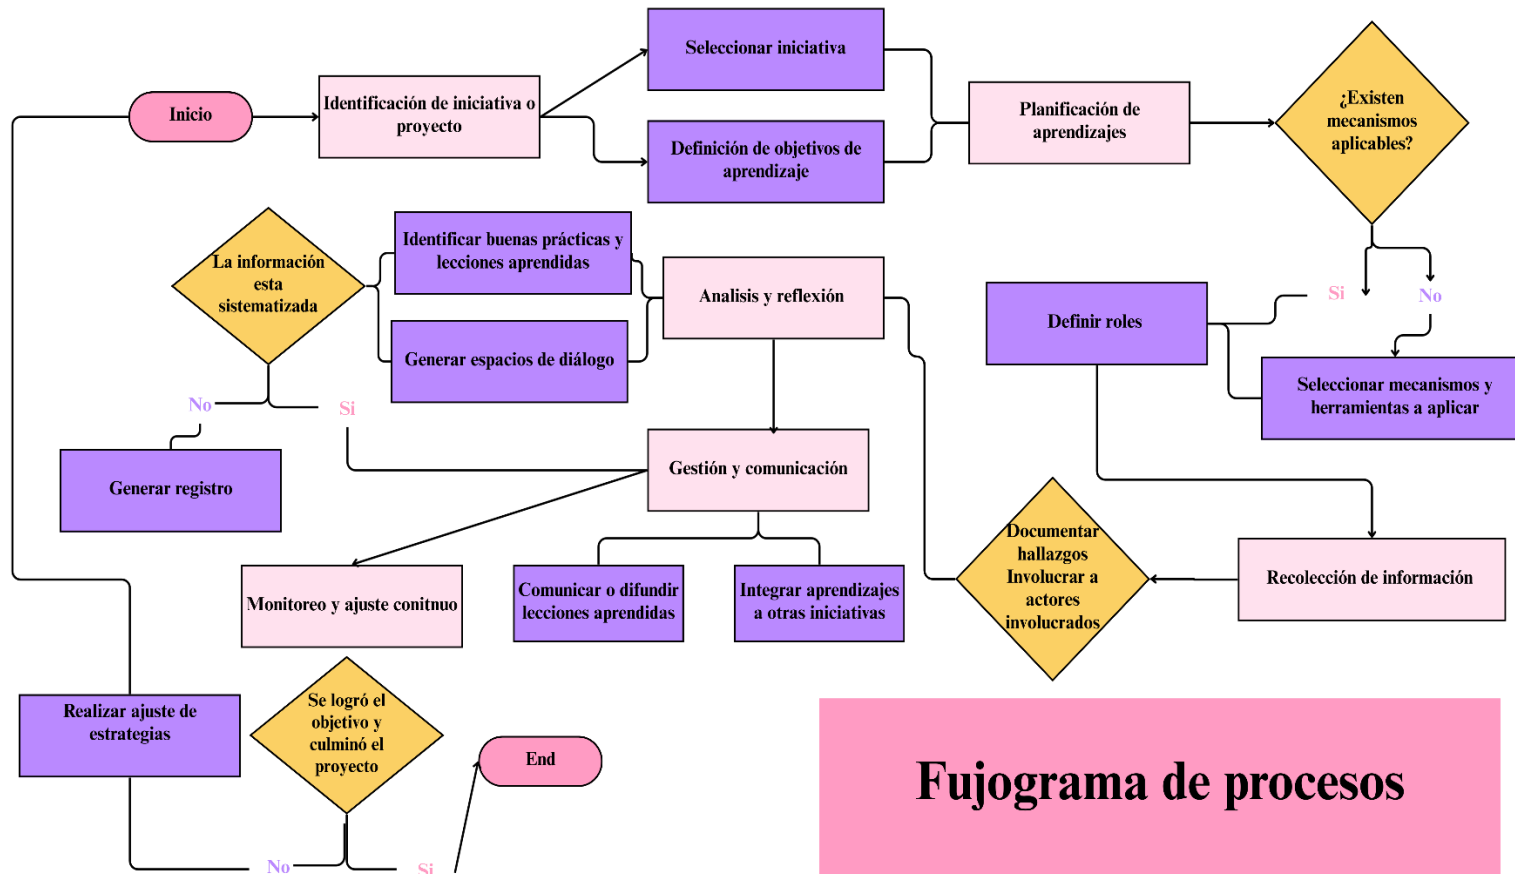 Inicio
Identificación de iniciativa o
proyecto
Seleccionar iniciativa
Definición de objetivos de
aprendizaje
Planificación de
aprendizajes
¿Existen
mecanismos
aplicables?
Si
No
Seleccionar mecanismos y
herramientas a aplicar
Definir roles
Recolección de información
Documentar
hallazgos
Involucrar a
actores
involucrados
Analisis y reflexión
Identificar buenas prácticas y
lecciones aprendidas
Generar espacios de diálogo
La información
esta
sistematizada
No
Si
Generar registro
Gestión y comunicación
Comunicar o difundir
lecciones aprendidas
Integrar aprendizajes
a otras iniciativas
Monitoreo y ajuste conitnuo
Se logró el
objetivo y
culminó el
proyecto
No
Si
Realizar ajuste de
estrategias
End
Fujograma de procesos